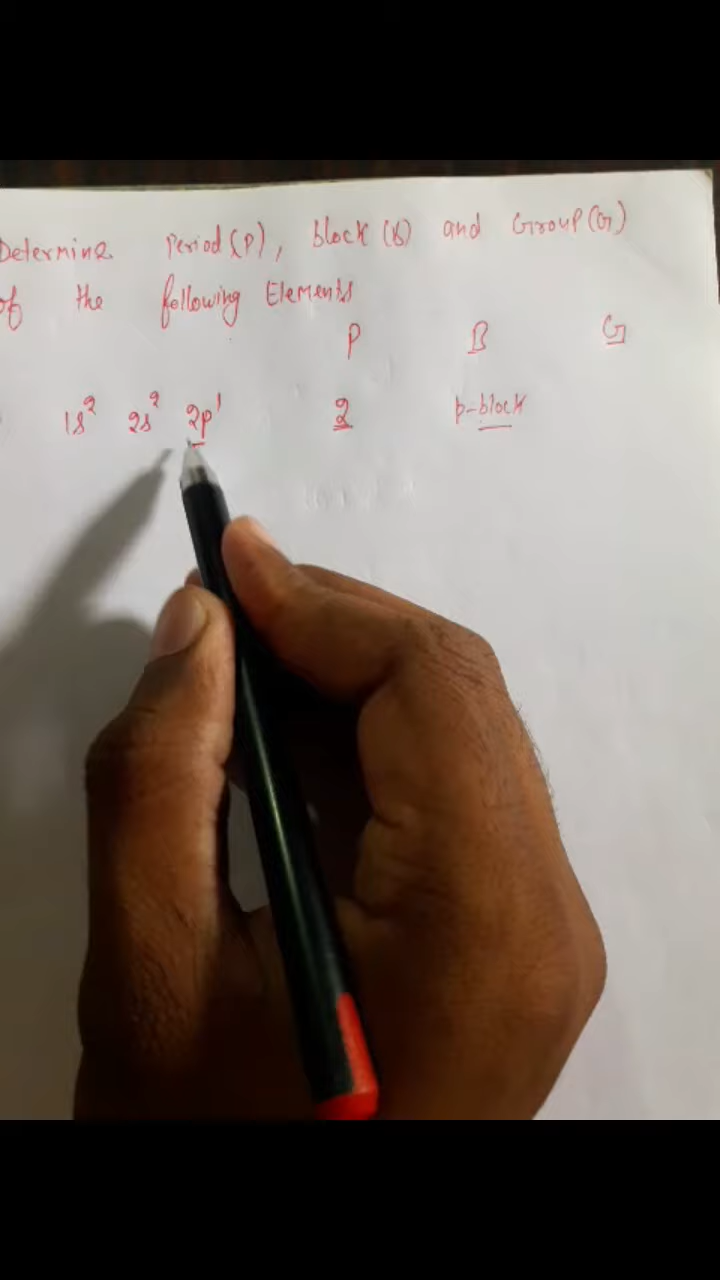 Determine Period(P), block (B) and Group(G)
of the following Elements
P B G
1s² 2s² 2p¹ 2 p-block